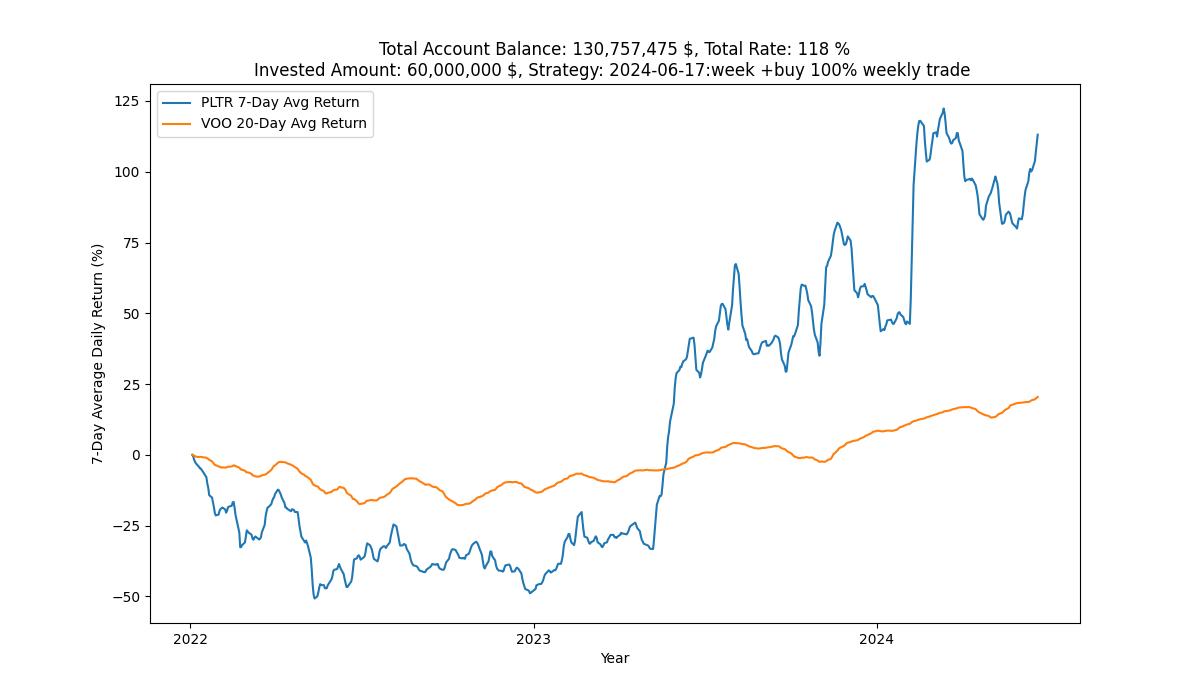 Total Account Balance: 130,757,475 $, Total Rate: 118 %
Invested Amount: 60,000,000 $, Strategy: 2024-06-17:week +buy 100% weekly trade
PLTR 7-Day Avg Return
VOO 20-Day Avg Return
7-Day Average Daily Return (%)
125
100
75
50
25
0
−25
−50
2022
2023
2024
Year